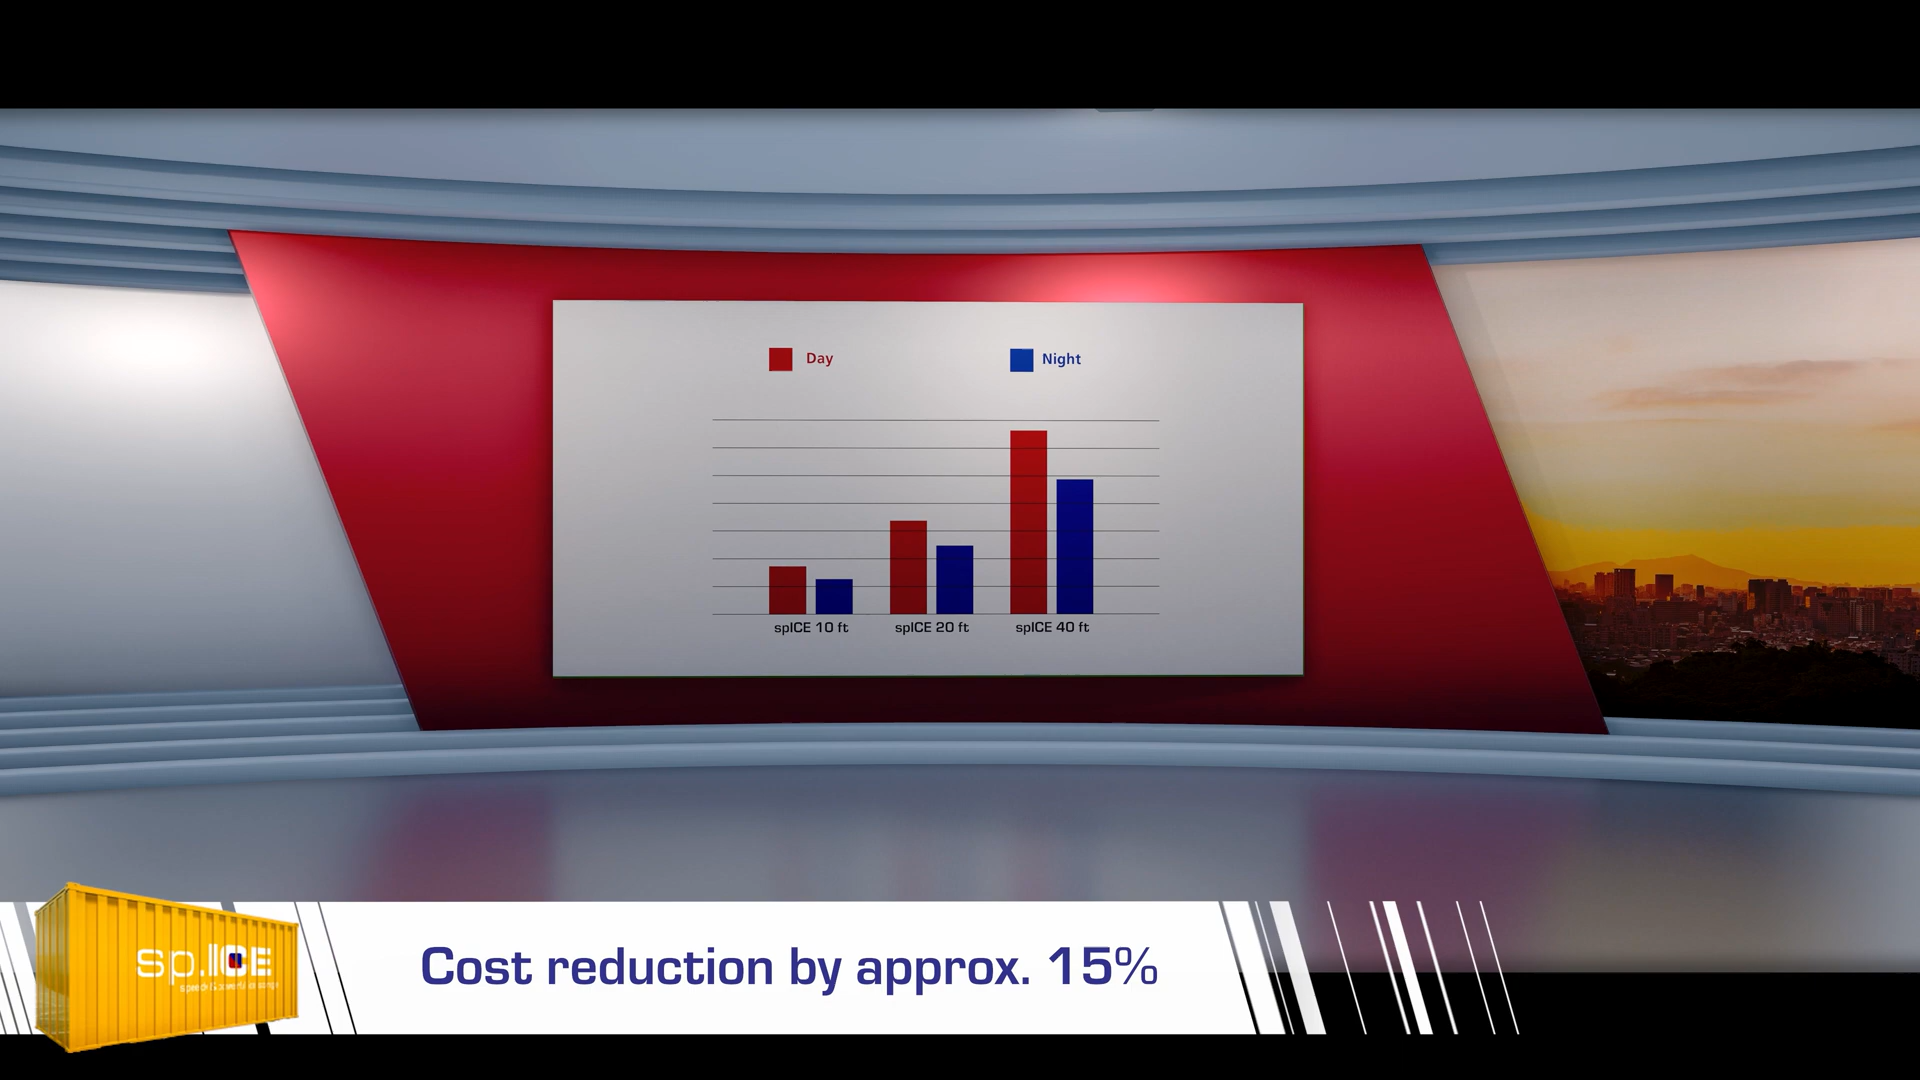 Day
Night
spICE 10 ft
spICE 20 ft
spICE 40 ft
sp.ICE
Cost reduction by approx. 15%